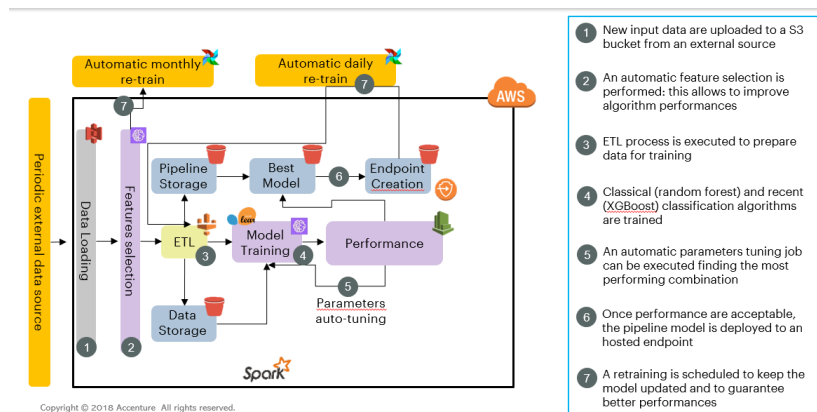 Automatic monthly
re-train
Automatic daily
re-train
7
7
AWS
Periodic external data source
Data Loading
1
Features selection
2
Pipeline
Storage
Best
Model
6
Endpoint
Creation
ETL
3
learn
Model
Training
4
Performance
5
Parameters
auto-tuning
Data
Storage
Spark
Copyright © 2018 Accenture All rights reserved.
1
New input data are uploaded to a S3
bucket from an external source
2
An automatic feature selection is
performed: this allows to improve
algorithm performances
3
ETL process is executed to prepare
data for training
4
Classical (random forest) and recent
(XGBoost) classification algorithms
are trained
5
An automatic parameters tuning job
can be executed finding the most
performing combination
6
Once performance are acceptable,
the pipeline model is deployed to an
hosted endpoint
7
A retraining is scheduled to keep the
model updated and to guarantee
better performances